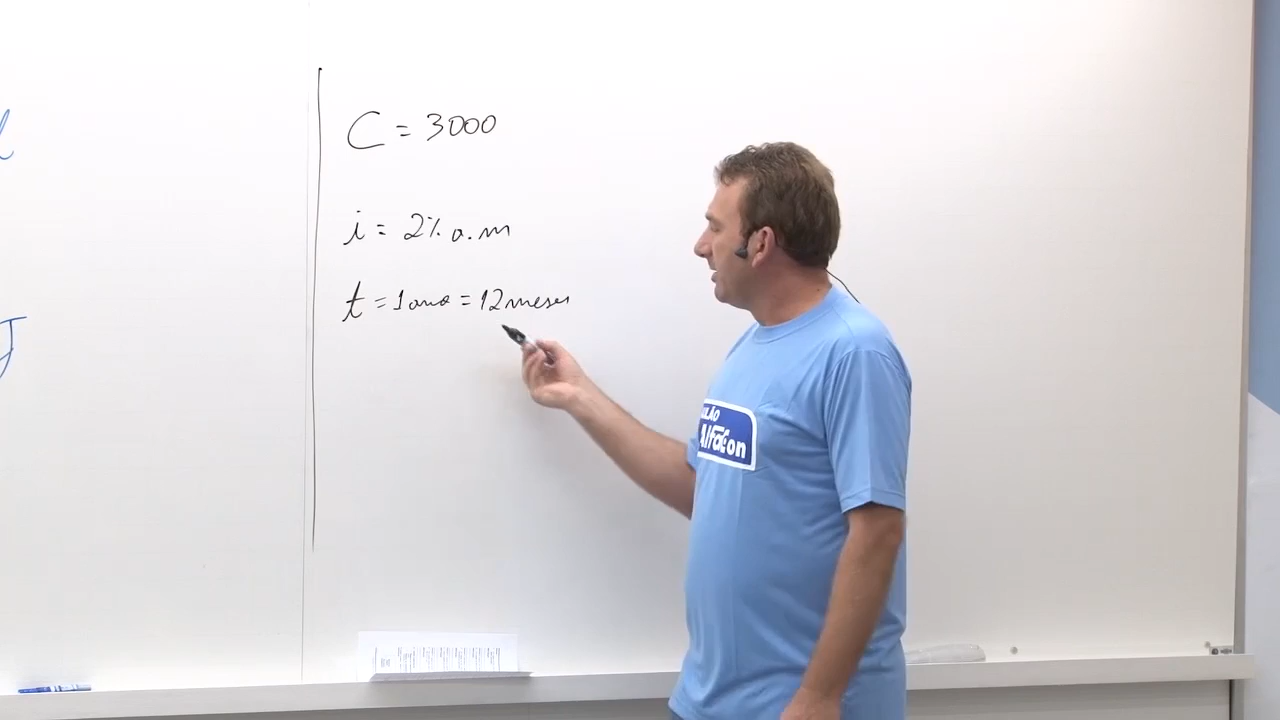 C = 3000
i = 2% a.m
t = 1 ano = 12 meses
AlfaCon